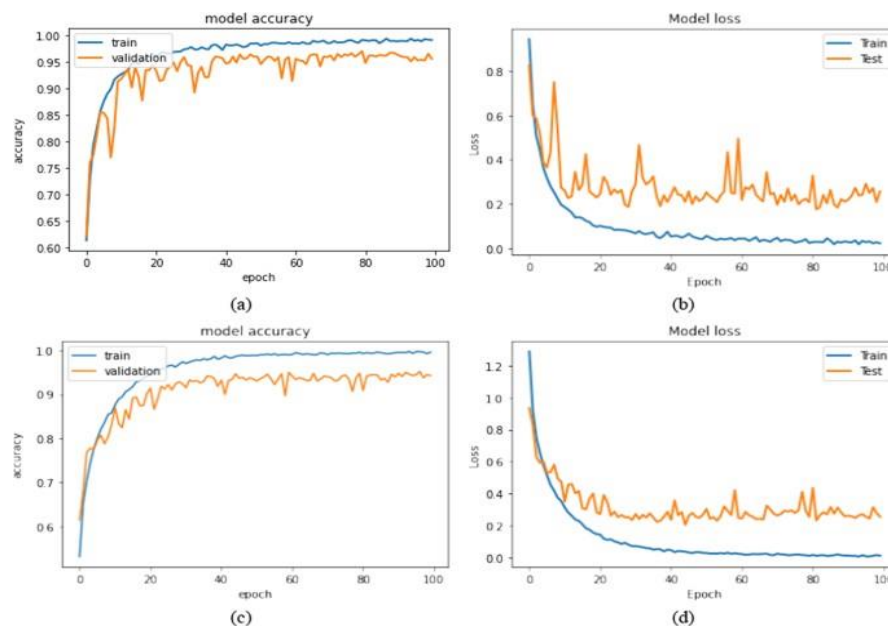 model accuracy
train
validation
1.00
0.95
0.90
0.85
0.80
0.75
0.70
0.65
0.60
accuracy
0 20 40 60 80 100
epoch
(a)
Model loss
Train
Test
0.8
0.6
0.4
0.2
0.0
Loss
0 20 40 60 80 100
Epoch
(b)
model accuracy
train
validation
1.0
0.9
0.8
0.7
0.6
accuracy
0 20 40 60 80 100
epoch
(c)
Model loss
Train
Test
1.2
1.0
0.8
0.6
0.4
0.2
0.0
Loss
0 20 40 60 80 100
Epoch
(d)